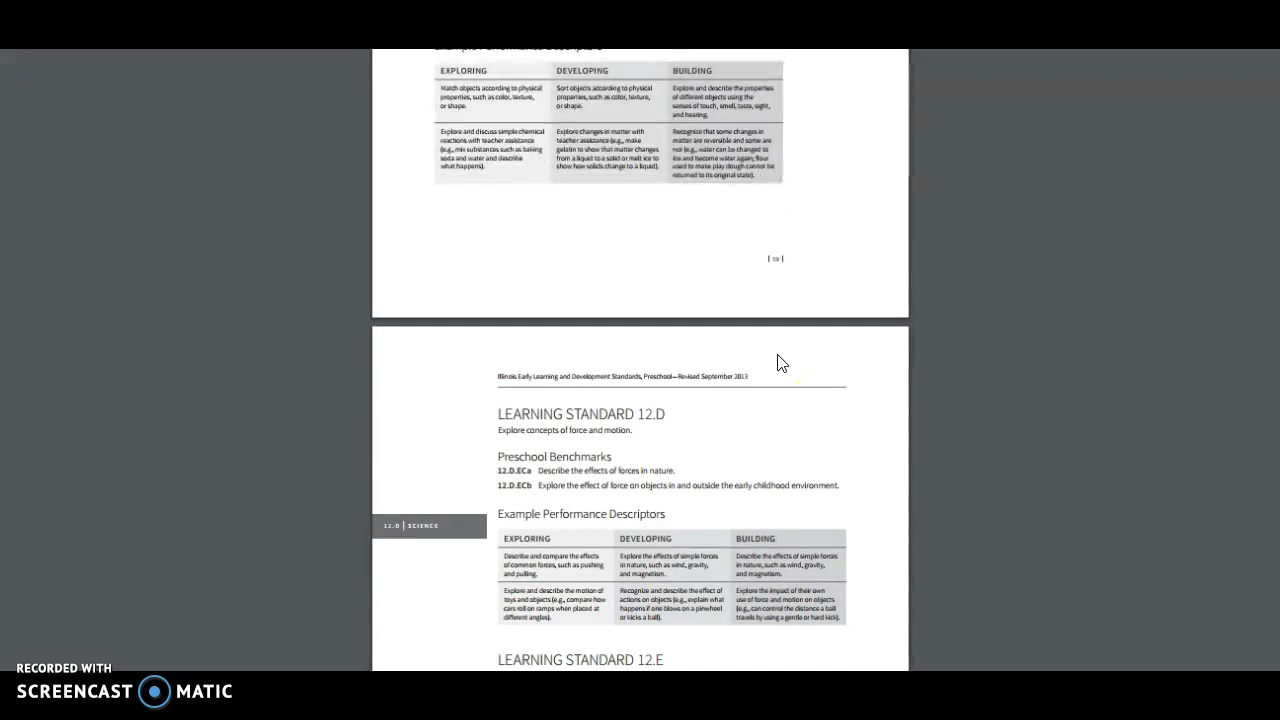 EXPLORING DEVELOPING BUILDING
Match objects according to physical
properties, such as color, texture,
or shape.
Sort objects according to physical
properties, such as color, texture,
or shape.
Explore and describe the properties
of different objects using the
senses of touch, smell, taste, sight,
and hearing.
Explore and discuss simple chemical
reactions with teacher assistance
(e.g., mix substances such as baking
soda and water and describe
what happens).
Explore changes in matter with
teacher assistance (e.g., make
gelatin to show that matter changes
from a liquid to a solid or melt ice to
show how solids change to a liquid).
Recognize that some changes in
matter are reversible and some are
not (e.g., water can be changed to
ice and become water again; flour
used to make play dough cannot be
returned to its original state).
| 59 |
Illinois Early Learning and Development Standards, Preschool—Revised September 2013
LEARNING STANDARD 12.D
Explore concepts of force and motion.
Preschool Benchmarks
12.D.ECa Describe the effects of forces in nature.
12.D.ECb Explore the effect of force on objects in and outside the early childhood environment.
12.D | SCIENCE
Example Performance Descriptors
EXPLORING DEVELOPING BUILDING
Describe and compare the effects
of common forces, such as pushing
and pulling.
Explore the effects of simple forces
in nature, such as wind, gravity,
and magnetism.
Describe the effects of simple forces
in nature, such as wind, gravity,
and magnetism.
Explore and describe the motion of
toys and objects (e.g., compare how
cars roll on ramps when placed at
different angles).
Recognize and describe the effect of
actions on objects (e.g., explain what
happens if one blows on a pinwheel
or kicks a ball).
Explore the impact of their own
use of force and motion on objects
(e.g., can control the distance a ball
travels by using a gentle or hard kick).
LEARNING STANDARD 12.E
RECORDED WITH
SCREENCAST MATIC